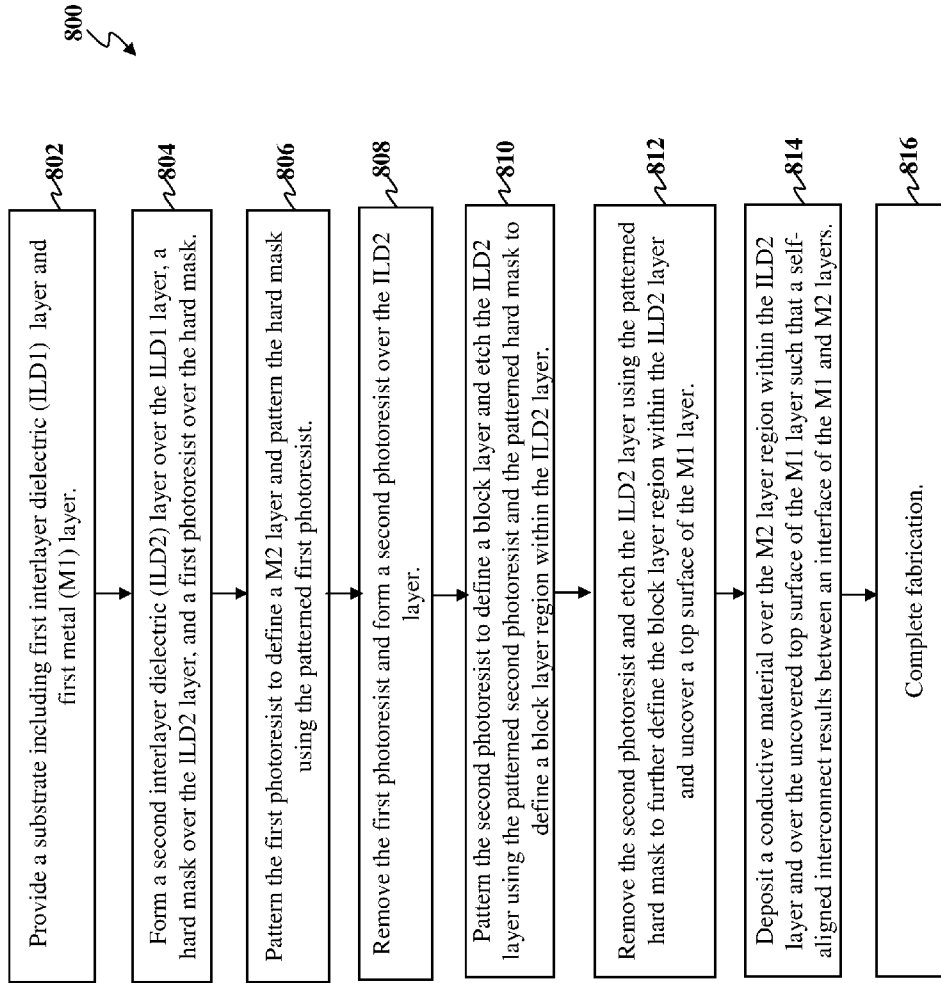 800
Provide a substrate including first interlayer dielectric (ILD1) layer and
first metal (M1) layer.
802
Form a second interlayer dielectric (ILD2) layer over the ILD1 layer, a
hard mask over the ILD2 layer, and a first photoresist over the hard mask.
804
Pattern the first photoresist to define a M2 layer and pattern the hard mask
using the patterned first photoresist.
806
Remove the first photoresist and form a second photoresist over the ILD2
layer.
808
Pattern the second photoresist to define a block layer and etch the ILD2
layer using the patterned second photoresist and the patterned hard mask to
define a block layer region within the ILD2 layer.
810
Remove the second photoresist and etch the ILD2 layer using the patterned
hard mask to further define the block layer region within the ILD2 layer
and uncover a top surface of the M1 layer.
812
Deposit a conductive material over the M2 layer region within the ILD2
layer and over the uncovered top surface of the M1 layer such that a self-
aligned interconnect results between an interface of the M1 and M2 layers.
814
Complete fabrication.
816